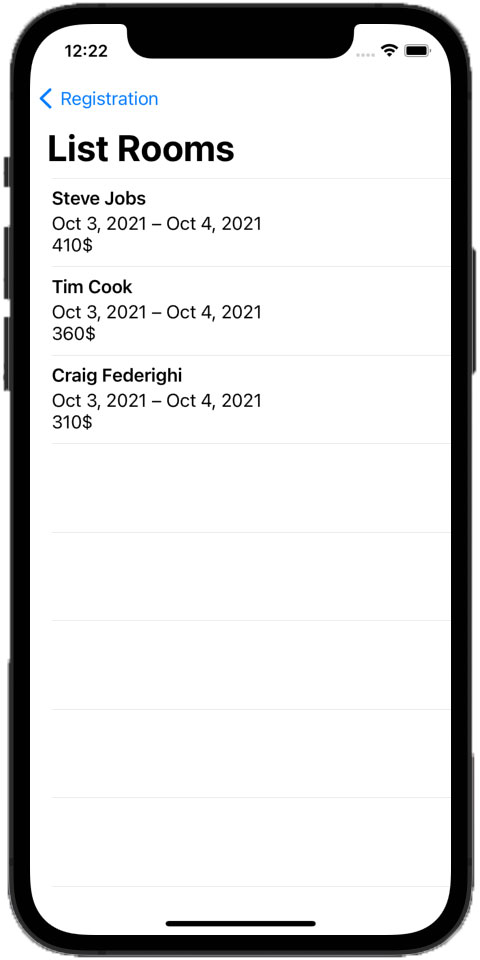 12:22
Registration
List Rooms
Steve Jobs
Oct 3, 2021 – Oct 4, 2021
410$
Tim Cook
Oct 3, 2021 – Oct 4, 2021
360$
Craig Federighi
Oct 3, 2021 – Oct 4, 2021
310$